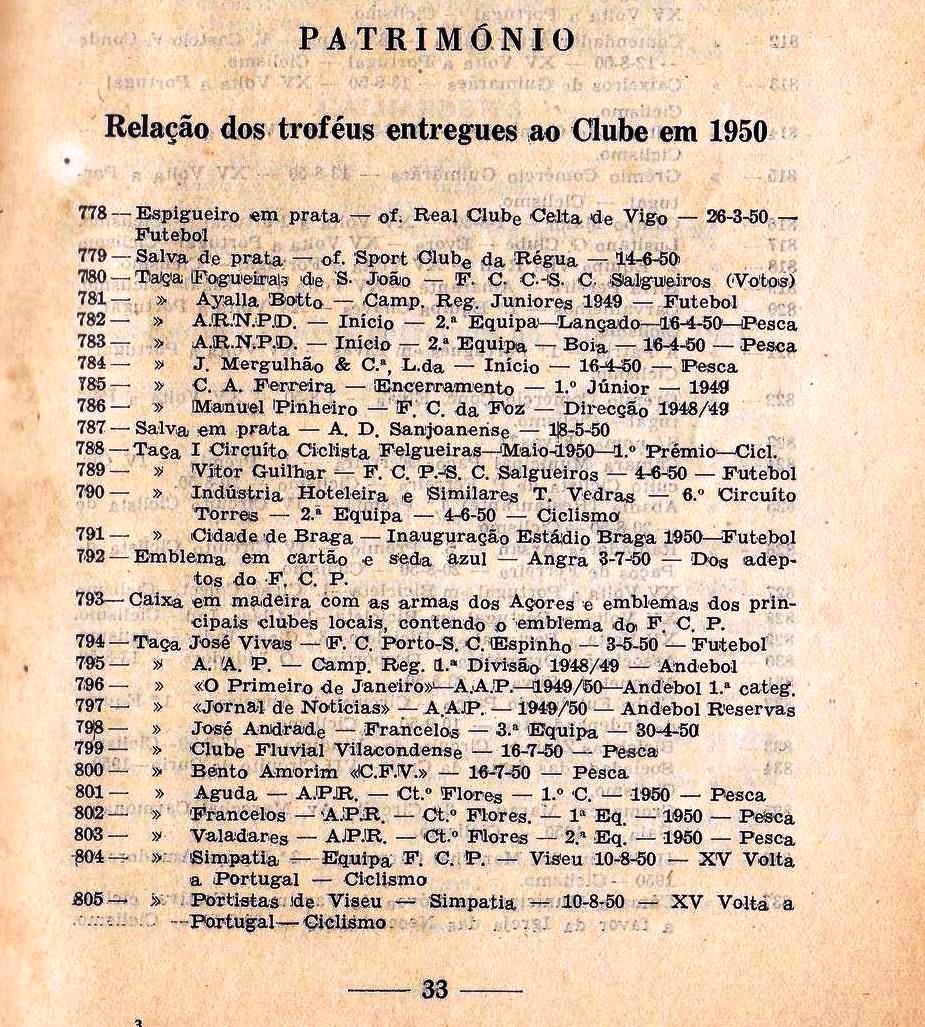 PATRIMÓNIO
Relação dos troféus entregues ao Clube em 1950
778 — Espigueiro em prata — of. Real Clube Celta de Vigo — 26-3-50 —
Futebol
779 — Salva de prata — of. Sport Clube da Régua — 14-6-50
780 — Taça Fogueiras de S. João — F. C. C.-S. C. Salgueiros (Votos)
781 — » Ayalla Botto — Camp. Reg. Juniores 1949 — Futebol
782 — » A.R.N.P.D. — Início — 2.ª Equipa—Lançado—16-4-50—Pesca
783 — » A.R.N.P.D. — Início — 2.ª Equipa — Boia — 16-4-50 — Pesca
784 — » J. Mergulhão & C.ª, L.da — Início — 16-4-50 — Pesca
785 — » C. A. Ferreira — Encerramento — 1.º Júnior — 1949
786 — » Manuel Pinheiro — F. C. da Foz — Direcção 1948/49
787 — Salva em prata — A. D. Sanjoanense — 18-5-50
788 — Taça I Circuíto Ciclista Felgueiras—Maio-1950—1.º Prémio—Cicl.
789 — » Vítor Guilhar — F. C. P.-S. C. Salgueiros — 4-6-50 — Futebol
790 — » Indústria Hoteleira e Similares T. Vedras — 6.º Circuíto
Torres — 2.ª Equipa — 4-6-50 — Ciclismo
791 — » Cidade de Braga — Inauguração Estádio Braga 1950—Futebol
792 — Emblema em cartão e seda azul — Angra 3-7-50 — Dos adep-
tos do F. C. P.
793 — Caixa em madeira com as armas dos Açores e emblemas dos prin-
cipais clubes locais, contendo o emblema do F. C. P.
794 — Taça José Vivas — F. C. Porto-S. C. Espinho — 3-5-50 — Futebol
795 — » A. A. P. — Camp. Reg. 1.ª Divisão 1948/49 — Andebol
796 — » «O Primeiro de Janeiro»—A.A.P.—1949/50—Andebol 1.ª categ.
797 — » «Jornal de Notícias» — A.A.P. — 1949/50 — Andebol Reservas
798 — » José Andrade — Francelos — 3.ª Equipa — 30-4-50
799 — » Clube Fluvial Vilacondense — 16-7-50 — Pesca
800 — » Bento Amorim «C.F.V.» — 16-7-50 — Pesca
801 — » Aguda — A.P.R. — Ct.º Flores — 1.º C. — 1950 — Pesca
802 — » Francelos — A.P.R. — Ct.º Flores. — 1ª Eq. — 1950 — Pesca
803 — » Valadares — A.P.R. — Ct.º Flores — 2.ª Eq. — 1950 — Pesca
804 — » Simpatia — Equipa F. C. P. — Viseu 10-8-50 — XV Volta
a Portugal — Ciclismo
805 — » Portistas de Viseu — Simpatia — 10-8-50 — XV Volta a
Portugal — Ciclismo
—— 33 ——
3